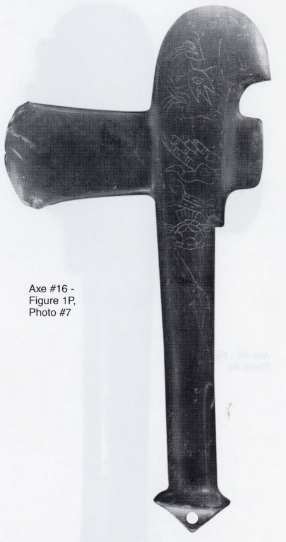 Axe #16 -
Figure 1P,
Photo #7